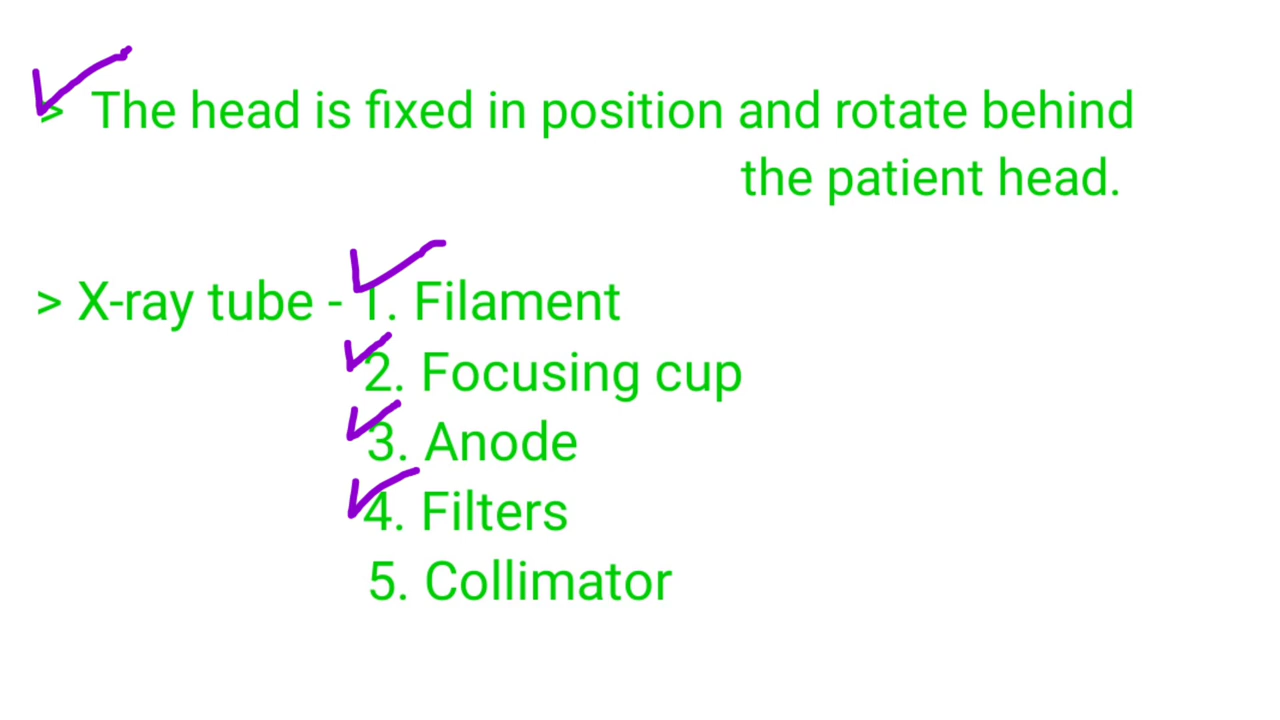 > The head is fixed in position and rotate behind
the patient head.
> X-ray tube - 1. Filament
2. Focusing cup
3. Anode
4. Filters
5. Collimator